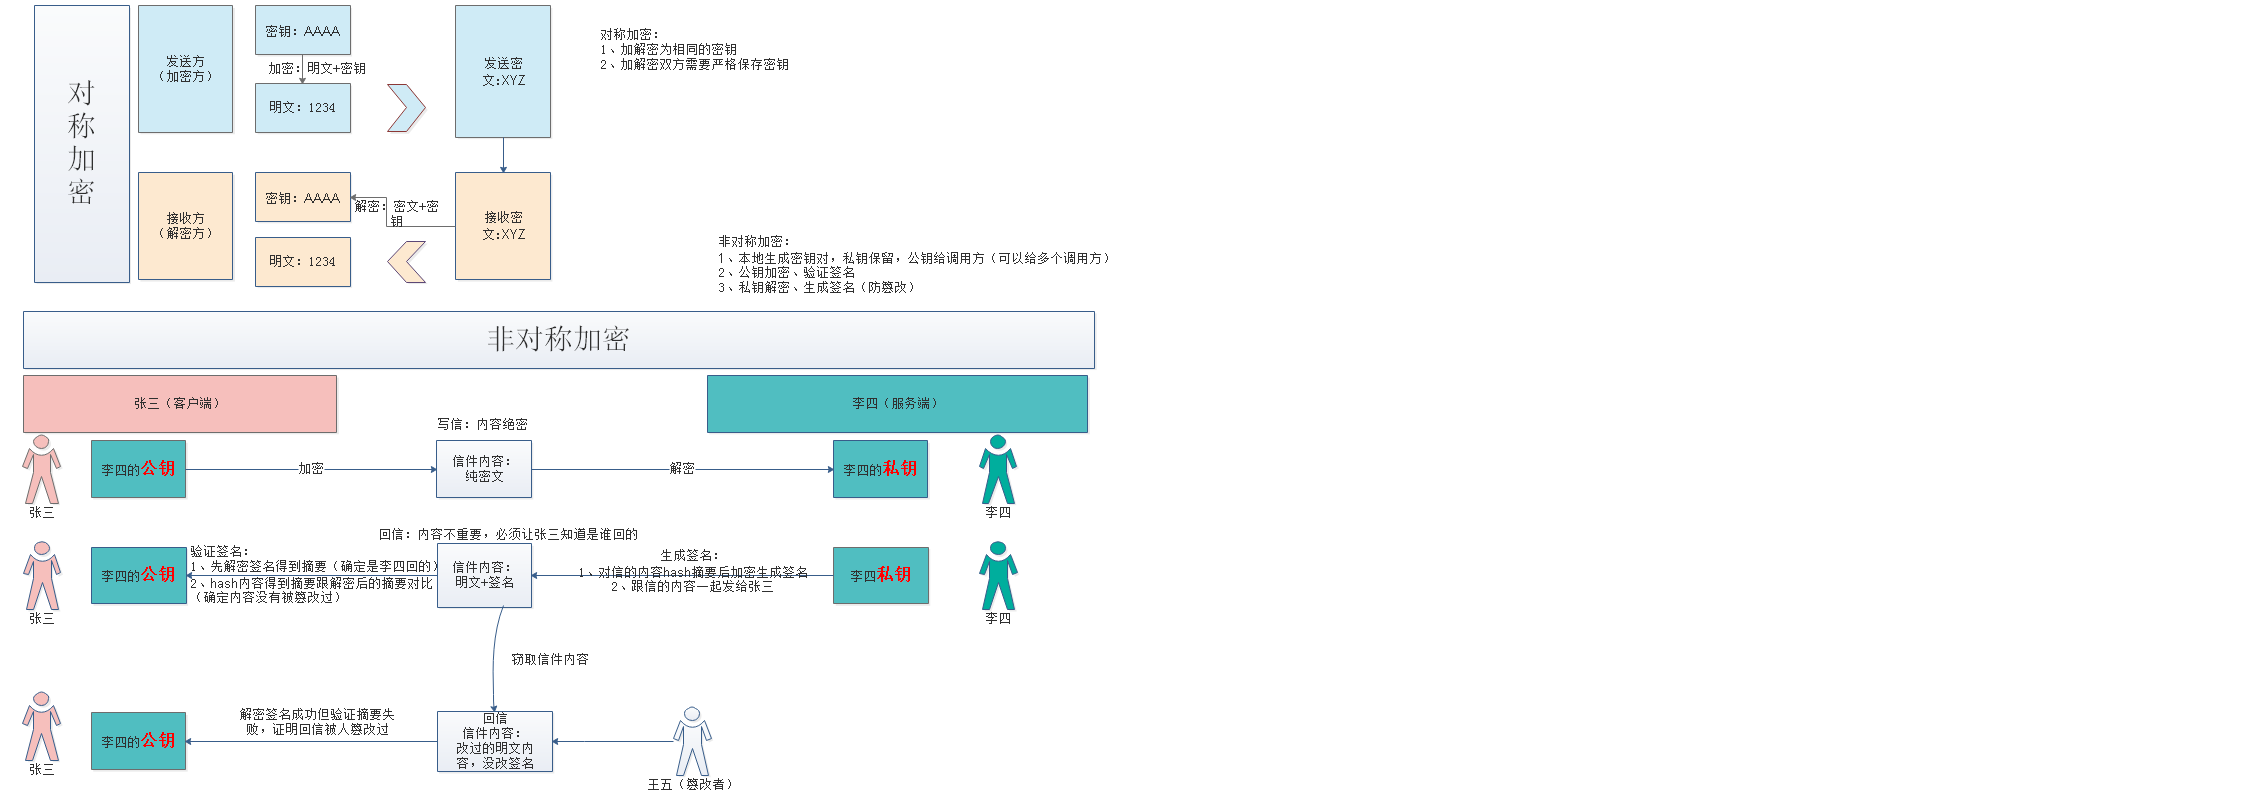 对
称
加
密
发送方
（加密方）
密钥：AAAA
加密：明文+密钥
明文：1234
发送密
文:XYZ
对称加密：
1、加解密为相同的密钥
2、加解密双方需要严格保存密钥
接收方
（解密方）
密钥：AAAA
解密：密文+密
钥
明文：1234
接收密
文:XYZ
非对称加密：
1、本地生成密钥对，私钥保留，公钥给调用方（可以给多个调用方）
2、公钥加密、验证签名
3、私钥解密、生成签名（防篡改）
非对称加密
张三（客户端）
李四（服务端）
写信：内容绝密
李四的公钥
加密
信件内容：
纯密文
解密
李四的私钥
张三
李四
回信：内容不重要，必须让张三知道是谁回的
李四的公钥
验证签名：
1、先解密签名得到摘要（确定是李四回的）
2、hash内容得到摘要跟解密后的摘要对比
（确定内容没有被篡改过）
信件内容：
明文+签名
生成签名：
1、对信的内容hash摘要后加密生成签名
2、跟信的内容一起发给张三
李四私钥
张三
李四
窃取信件内容
李四的公钥
解密签名成功但验证摘要失
败，证明回信被人篡改过
回信
信件内容：
改过的明文内
容，没改签名
张三
王五（篡改者）